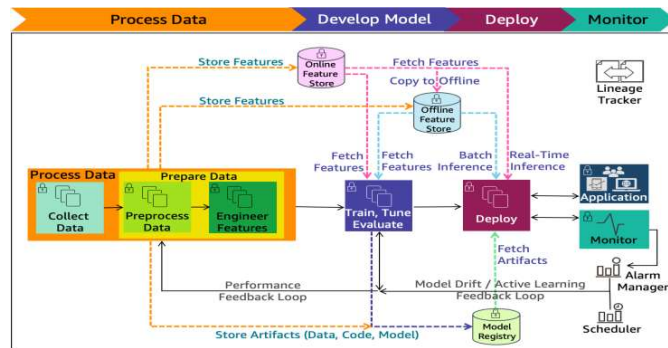 Process Data
Develop Model
Deploy
Monitor
Store Features
Online
Feature
Store
Fetch Features
Copy to Offline
Lineage
Tracker
Store Features
Offline
Feature
Store
Fetch
Features
Fetch
Features
Batch
Inference
Real-Time
Inference
Process Data
Prepare Data
Collect
Data
Preprocess
Data
Engineer
Features
Train, Tune
Evaluate
Deploy
Application
Monitor
Fetch
Artifacts
Performance
Feedback Loop
Model Drift / Active Learning
Feedback Loop
Alarm
Manager
Store Artifacts (Data, Code, Model)
Model
Registry
Scheduler